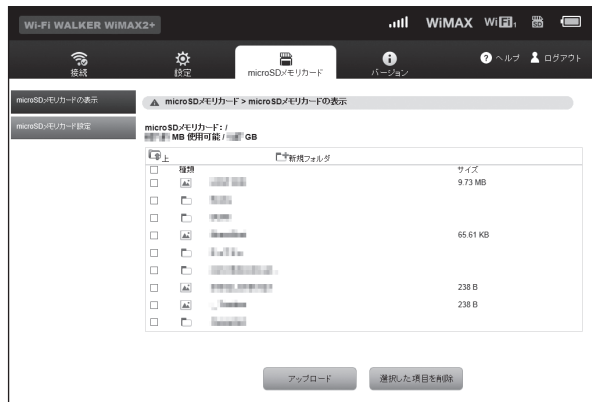 Wi-Fi WALKER WiMAX2+
WiMAX Wi Fi 1
接続
設定
microSDメモリカード
バージョン
? ヘルプ
ログアウト
microSDメモリカードの表示
microSDメモリカード設定
microSDメモリカード > microSDメモリカードの表示
microSDメモリカード: /
MB 使用可能 / GB
上
新規フォルダ
種類
サイズ
9.73 MB
65.61 KB
238 B
238 B
アップロード
選択した項目を削除